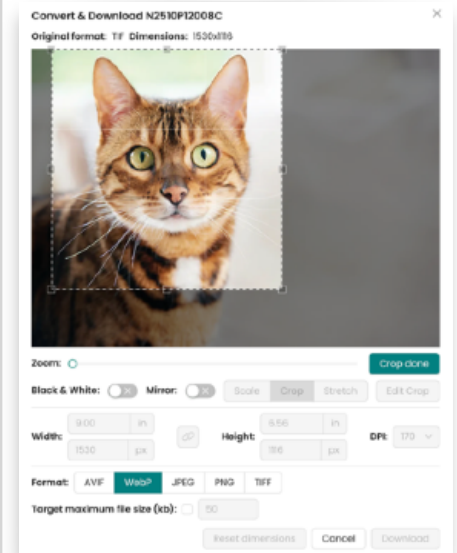 Convert & Download N2510P12008C
Original format: TIF Dimensions: 1530x1116
Zoom: Crop done
Black & White: Mirror: Scale Crop Stretch Edit Crop
Width: 9.00 in Height: 6.56 in DPI: 170
1530 px 1116 px
Format: AVIF WebP JPEG PNG TIFF
Target maximum file size (kb): 50
Reset dimensions Cancel Download